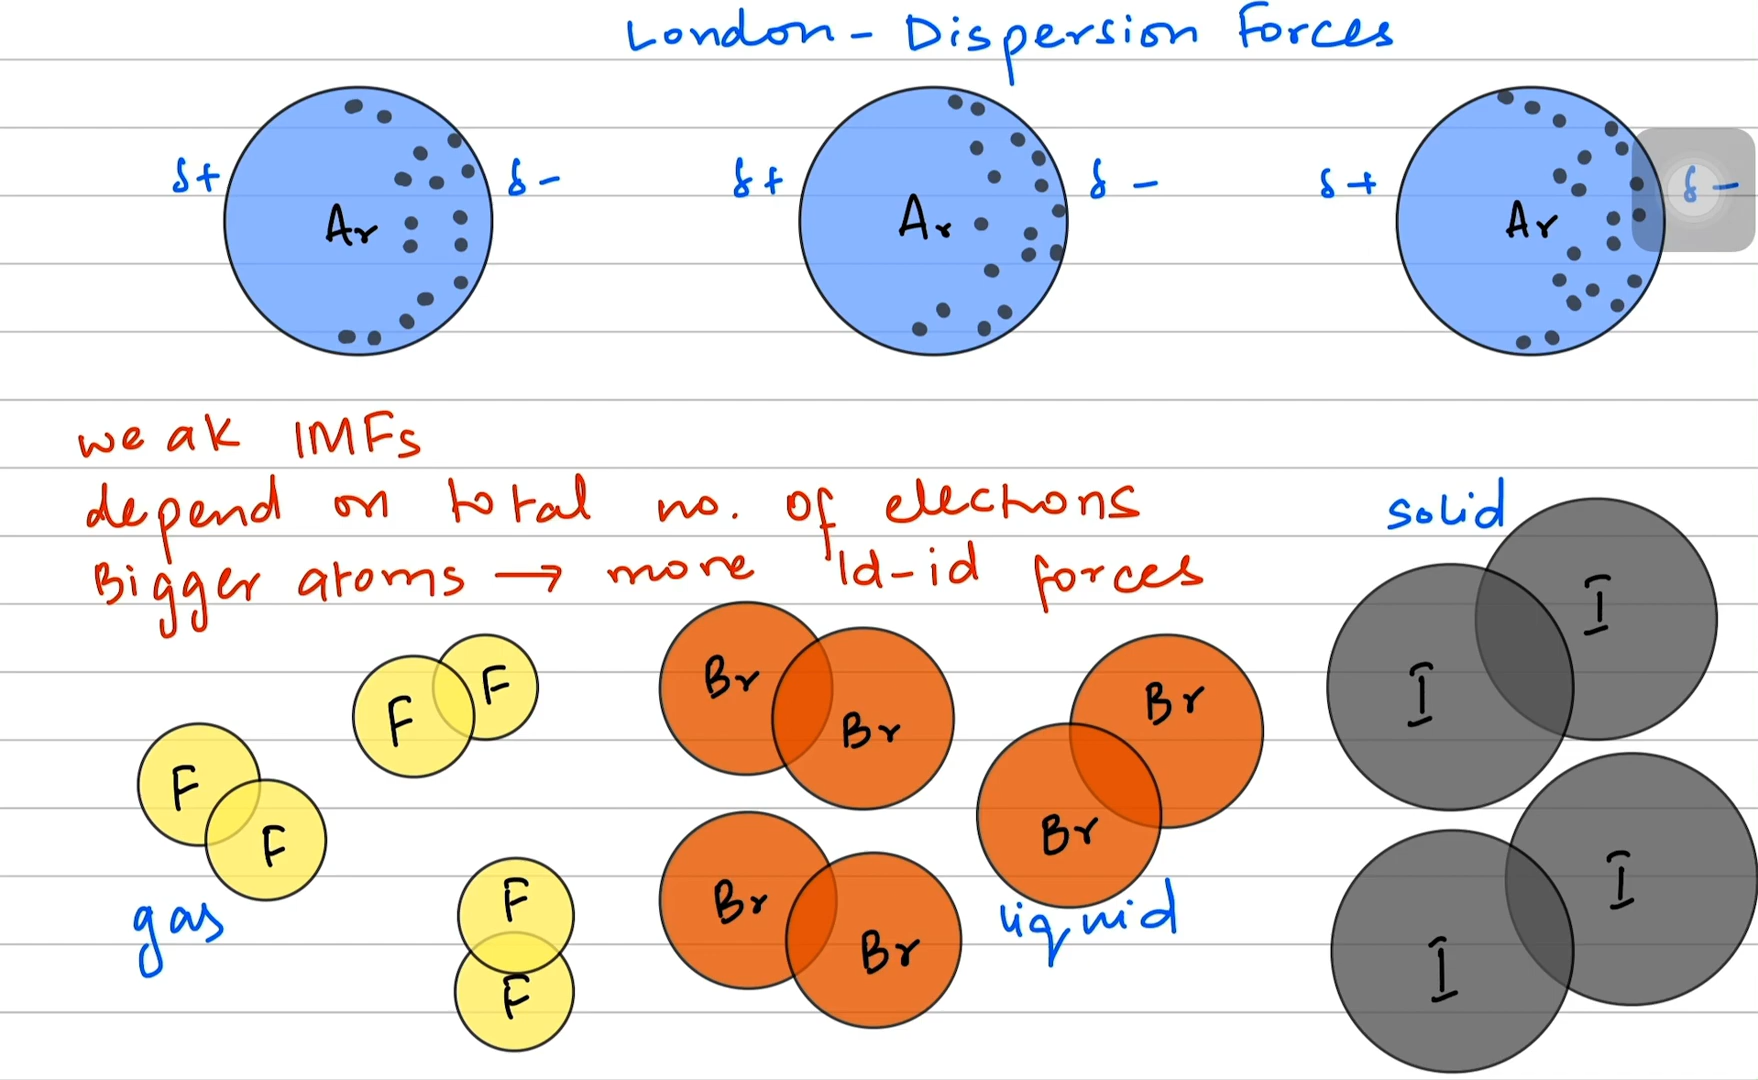 London - Dispersion Forces
δ+ Ar δ- δ+ Ar δ- δ+ Ar δ-
weak IMFs
depend on total no. of electrons
Bigger atoms → more id-id forces
solid
I
I
F F
Br
Br
Br
Br
F
F
F
F
Br
Br
I
I
gas
liquid